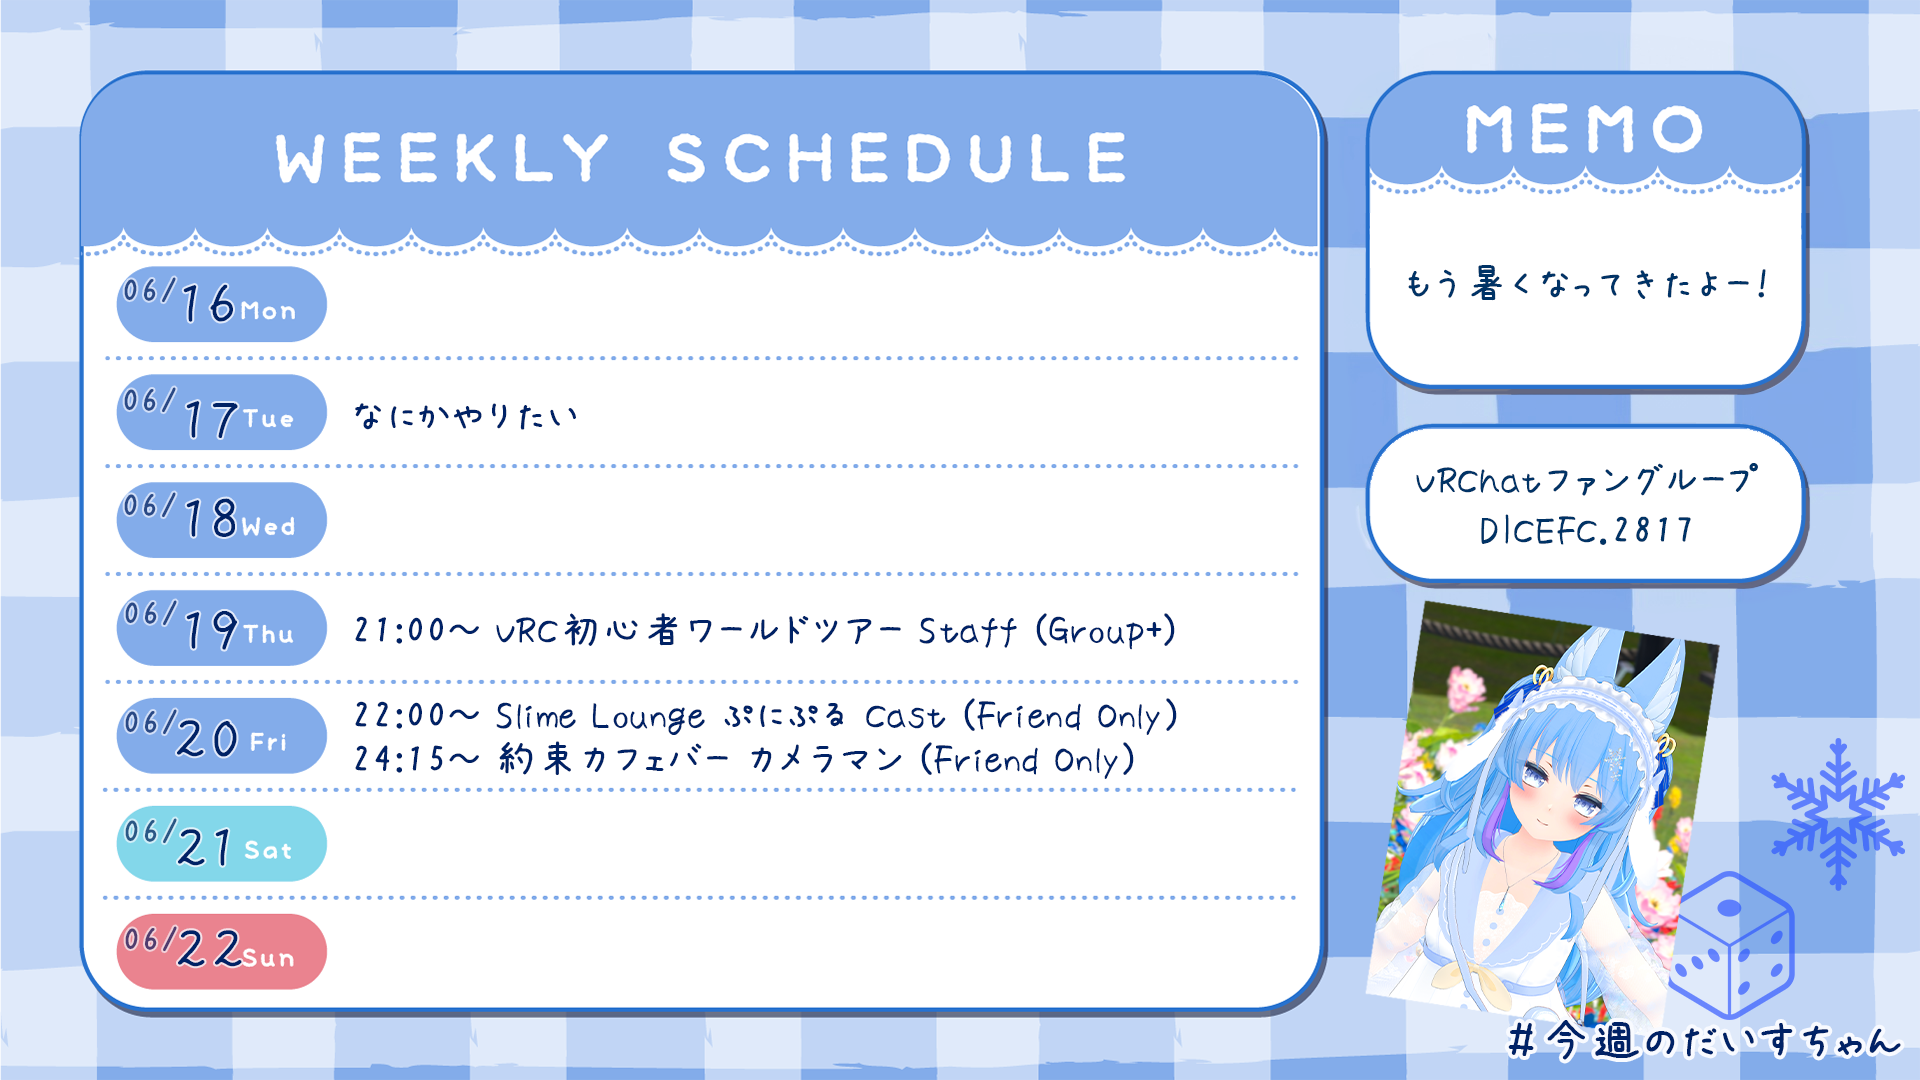 WEEKLY SCHEDULE
06/16 Mon
06/17 Tue なにかやりたい
06/18 Wed
06/19 Thu 21:00〜 VRC初心者ワールドツアー Staff (Group+)
06/20 Fri 22:00〜 Slime Lounge ぷにぷる Cast (Friend Only)
24:15〜 約束カフェバー カメラマン (Friend Only)
06/21 Sat
06/22 Sun
MEMO
もう暑くなってきたよー!
VRChatファングループ
DICEFC.2817
#今週のだいすちゃん